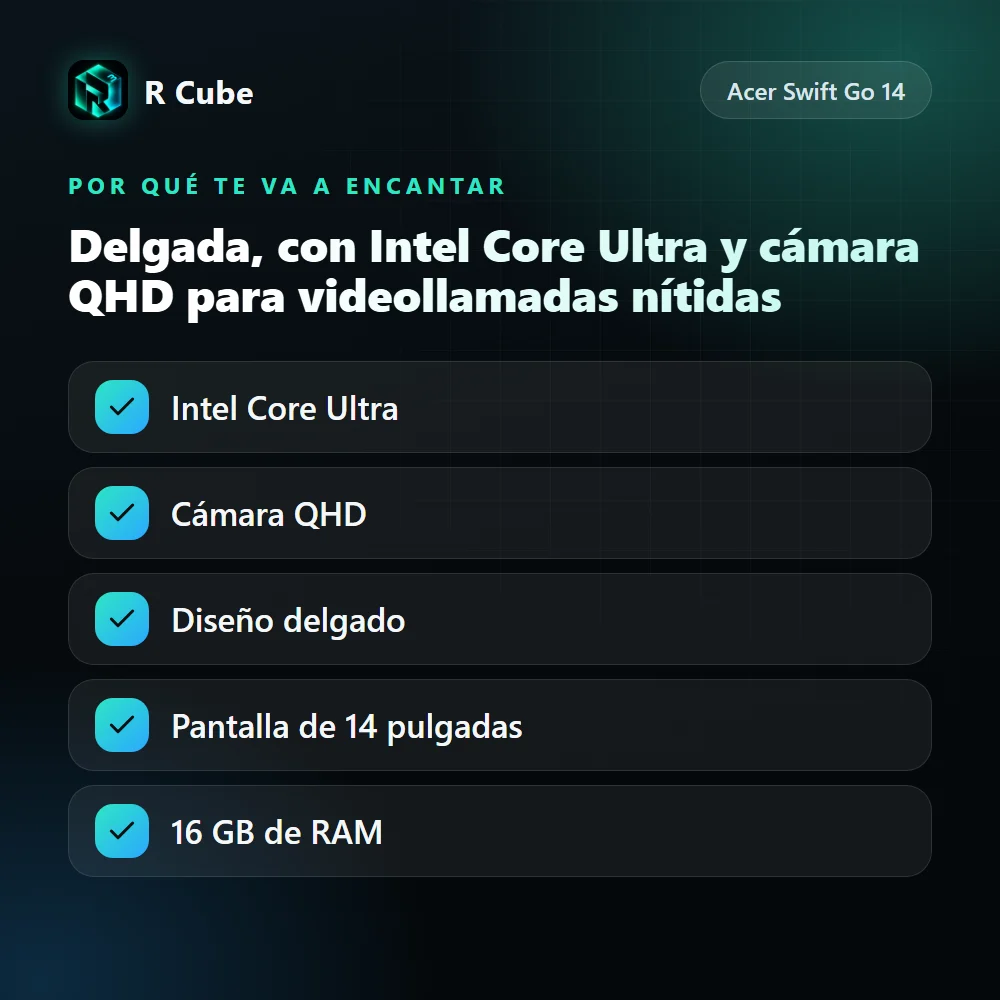 R Cube
Acer Swift Go 14
POR QUÉ TE VA A ENCANTAR
Delgada, con Intel Core Ultra y cámara
QHD para videollamadas nítidas
Intel Core Ultra
Cámara QHD
Diseño delgado
Pantalla de 14 pulgadas
16 GB de RAM